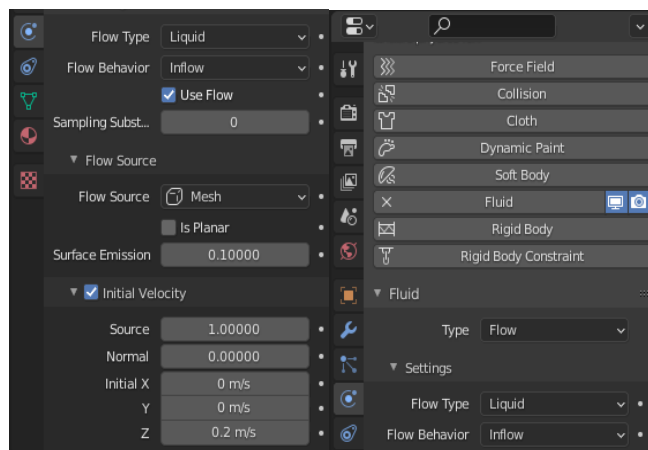 Flow Type Liquid
Flow Behavior Inflow
Use Flow
Sampling Subst... 0
Flow Source
Flow Source Mesh
Is Planar
Surface Emission 0.10000
Initial Velocity
Source 1.00000
Normal 0.00000
Initial X 0 m/s
Y 0 m/s
Z 0.2 m/s
Force Field
Collision
Cloth
Dynamic Paint
Soft Body
Fluid
Rigid Body
Rigid Body Constraint
Fluid
Type Flow
Settings
Flow Type Liquid
Flow Behavior Inflow